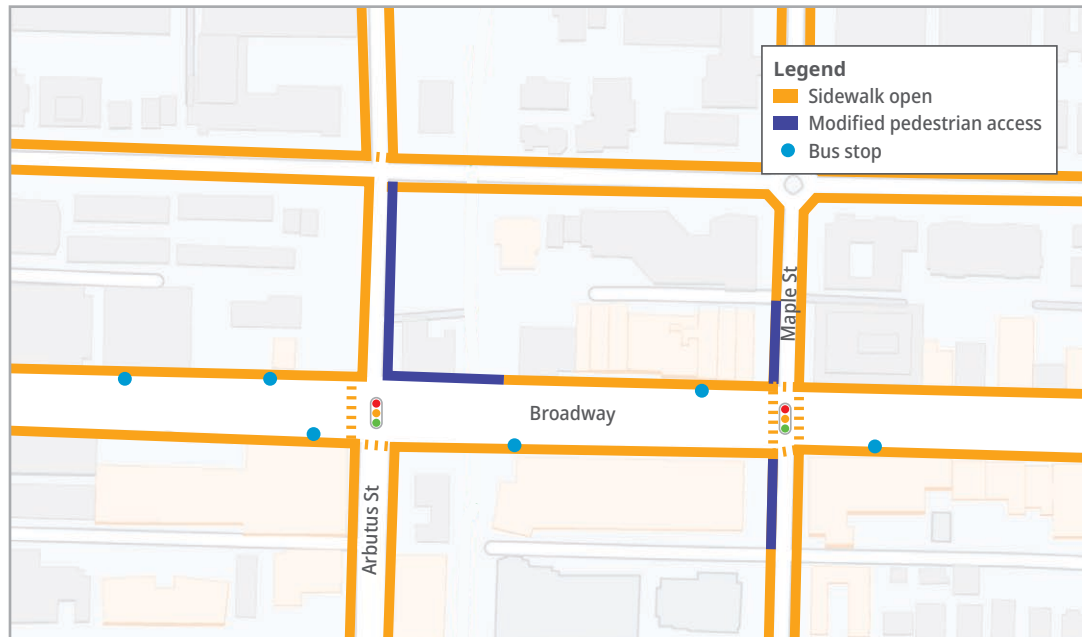 Legend
Sidewalk open
Modified pedestrian access
Bus stop
Maple St
Broadway
Arbutus St